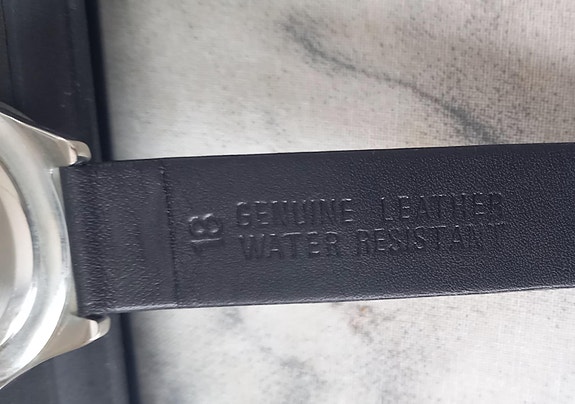 18
GENUINE LEATHER
WATER RESISTANT